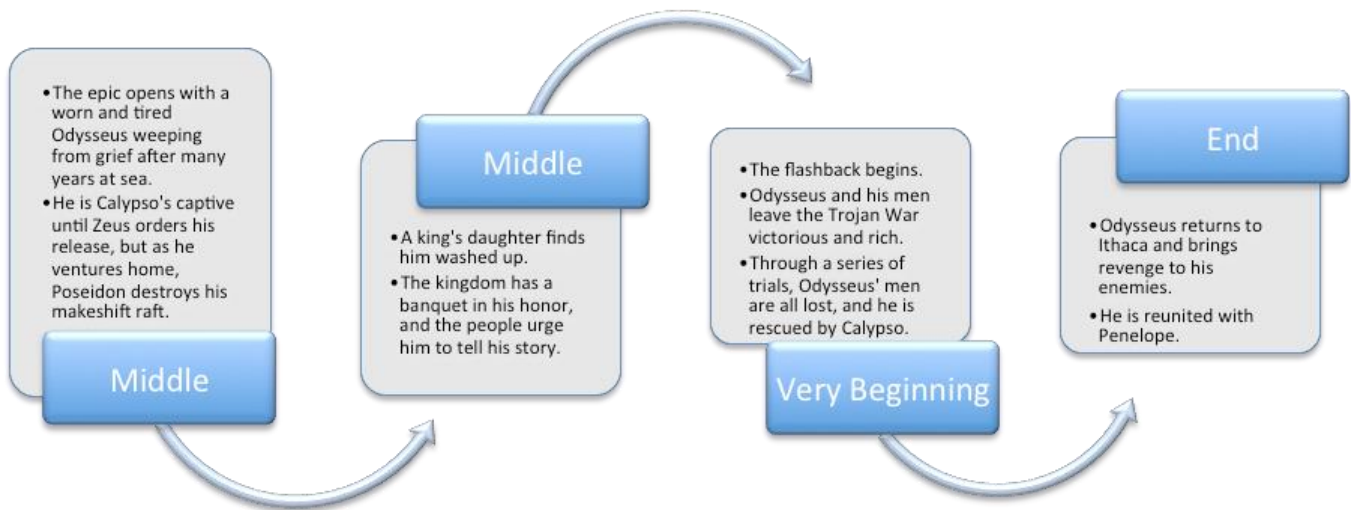 •The epic opens with a
worn and tired
Odysseus weeping
from grief after many
years at sea.
•He is Calypso's captive
until Zeus orders his
release, but as he
ventures home,
Poseidon destroys his
makeshift raft.
Middle
Middle
•A king's daughter finds
him washed up.
•The kingdom has a
banquet in his honor,
and the people urge
him to tell his story.
•The flashback begins.
•Odysseus and his men
leave the Trojan War
victorious and rich.
•Through a series of
trials, Odysseus' men
are all lost, and he is
rescued by Calypso.
Very Beginning
End
•Odysseus returns to
Ithaca and brings
revenge to his
enemies.
•He is reunited with
Penelope.